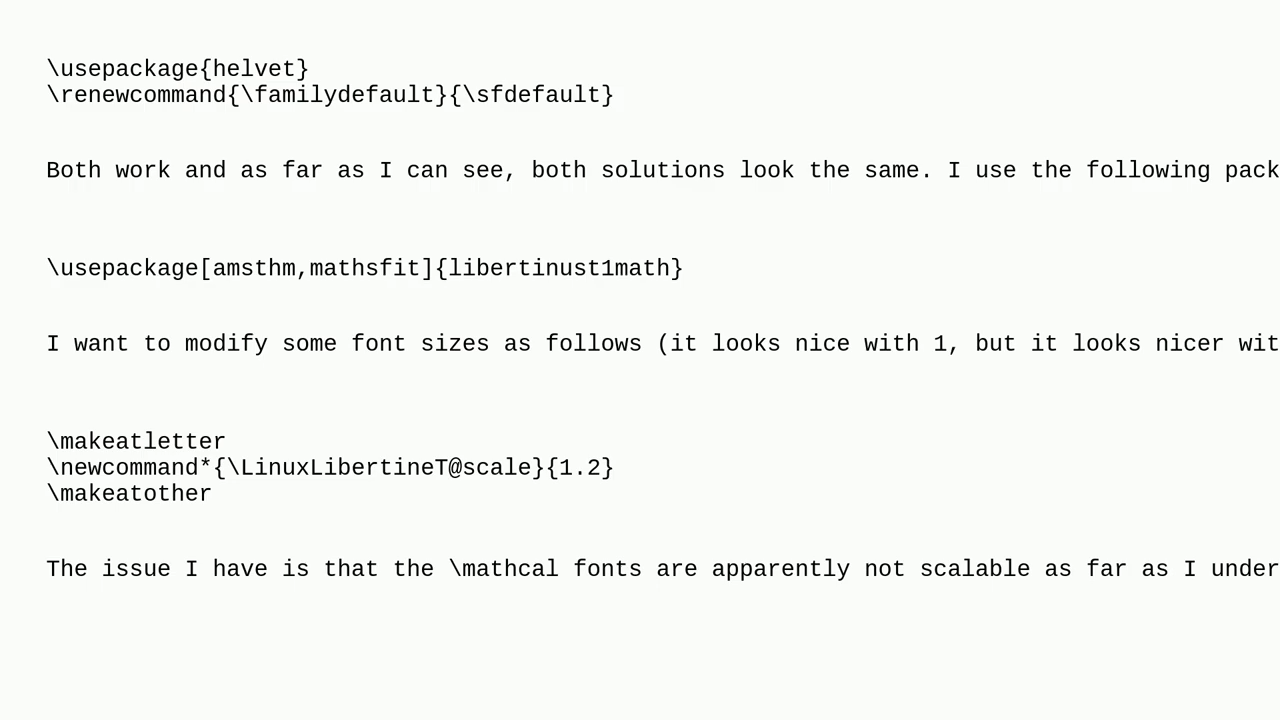 \usepackage{helvet}
\renewcommand{\familydefault}{\sfdefault}
Both work and as far as I can see, both solutions look the same. I use the following pack
\usepackage[amsthm,mathsfit]{libertinust1math}
I want to modify some font sizes as follows (it looks nice with 1, but it looks nicer wit
\makeatletter
\newcommand*{\LinuxLibertineT@scale}{1.2}
\makeatother
The issue I have is that the \mathcal fonts are apparently not scalable as far as I under